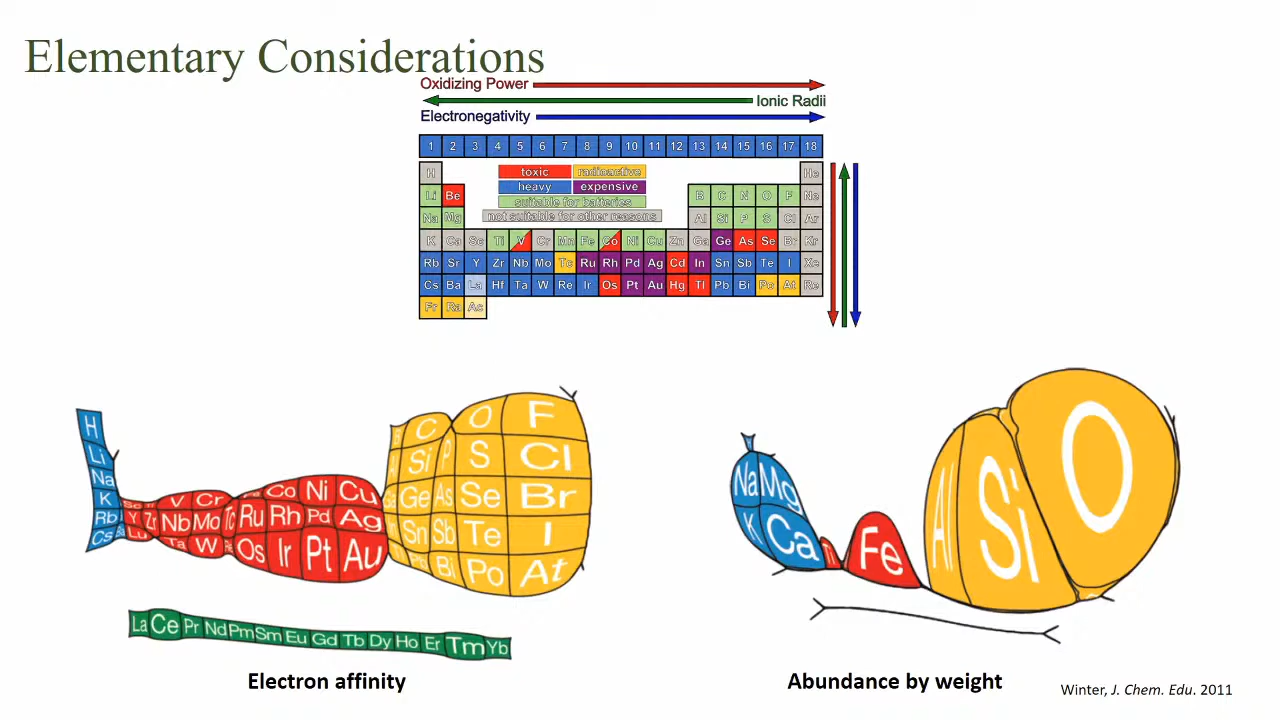 Elementary Considerations
Oxidizing Power
Ionic Radii
Electronegativity
1 2 3 4 5 6 7 8 9 10 11 12 13 14 15 16 17 18
H He
toxic radioactive
heavy expensive
suitable for batteries
not suitable for other reasons
Li Be B C N O F Ne
Na Mg Al Si P S Cl Ar
K Ca Sc Ti V Cr Mn Fe Co Ni Cu Zn Ga Ge As Se Br Kr
Rb Sr Y Zr Nb Mo Tc Ru Rh Pd Ag Cd In Sn Sb Te I Xe
Cs Ba La Hf Ta W Re Ir Os Pt Au Hg Tl Pb Bi Po At Re
Fr Ra Ac
H
Li
Na
K
Rb
Cs
V Cr Co Ni Cu
Y Zr Nb Mo Tc Ru Rh Pd Ag
Lu Ta W Os Ir Pt Au
C O F
Si P S Cl
Ge As Se Br
Sn Sb Te I
Bi Po At
La Ce Pr Nd Pm Sm Eu Gd Tb Dy Ho Er Tm Yb
Na Mg
K Ca
Ti Fe
Al Si O
Electron affinity
Abundance by weight
Winter, J. Chem. Edu. 2011